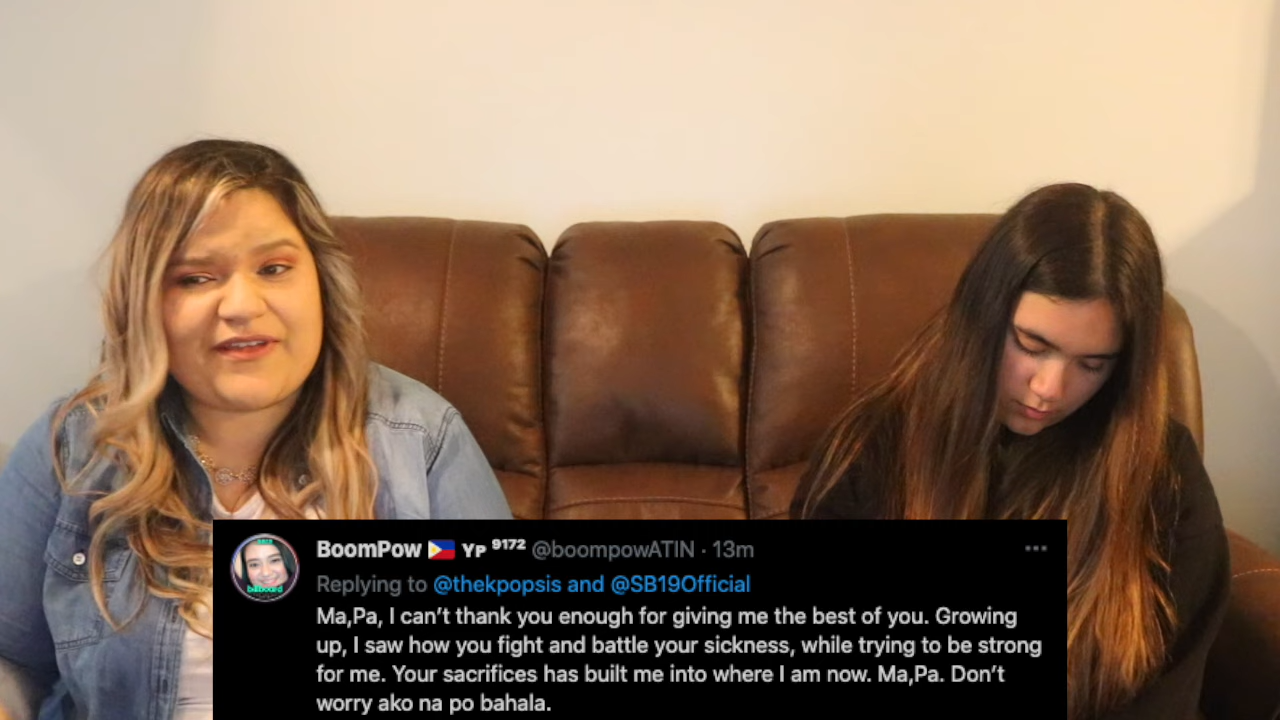 BoomPow 🇵🇭 YP ⁹¹⁷² @boompowATIN · 13m
Replying to @thekpopsis and @SB19Official
Ma,Pa, I can’t thank you enough for giving me the best of you. Growing
up, I saw how you fight and battle your sickness, while trying to be strong
for me. Your sacrifices has built me into where I am now. Ma,Pa. Don’t
worry ako na po bahala.
billboard